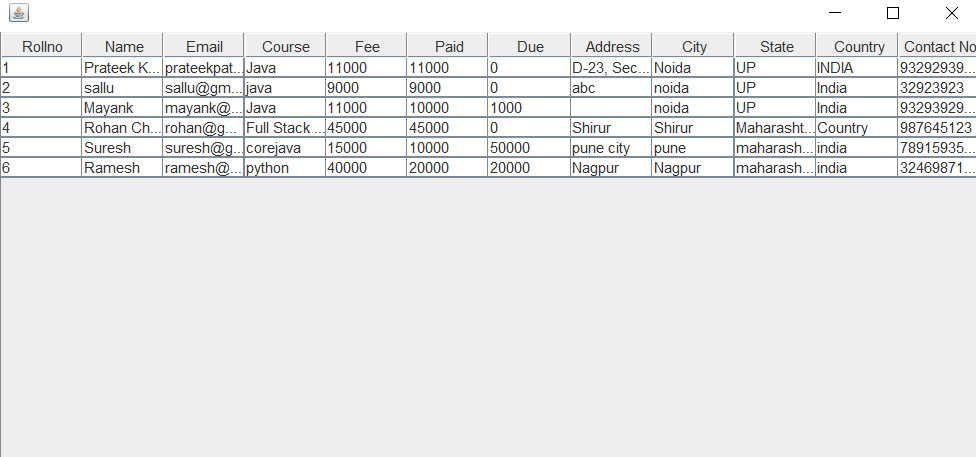 Rollno Name Email Course Fee Paid Due Address City State Country Contact No
1 Prateek K... prateekpat... Java 11000 11000 0 D-23, Sec... Noida UP INDIA 93292939...
2 sallu sallu@gm... java 9000 9000 0 abc noida UP India 32923923
3 Mayank mayank@... Java 11000 10000 1000 noida UP India 93293929...
4 Rohan Ch... rohan@g... Full Stack ... 45000 45000 0 Shirur Shirur Maharasht... Country 987645123
5 Suresh suresh@g... corejava 15000 10000 50000 pune city pune maharash... india 78915935...
6 Ramesh ramesh@... python 40000 20000 20000 Nagpur Nagpur maharash... india 32469871...